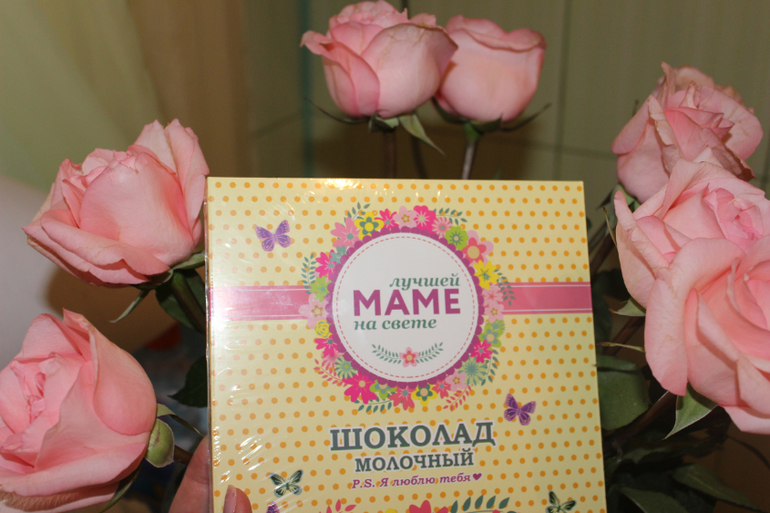 лучшей
МАМЕ
на свете
ШОКОЛАД
МОЛОЧНЫЙ
P.S. Я люблю тебя